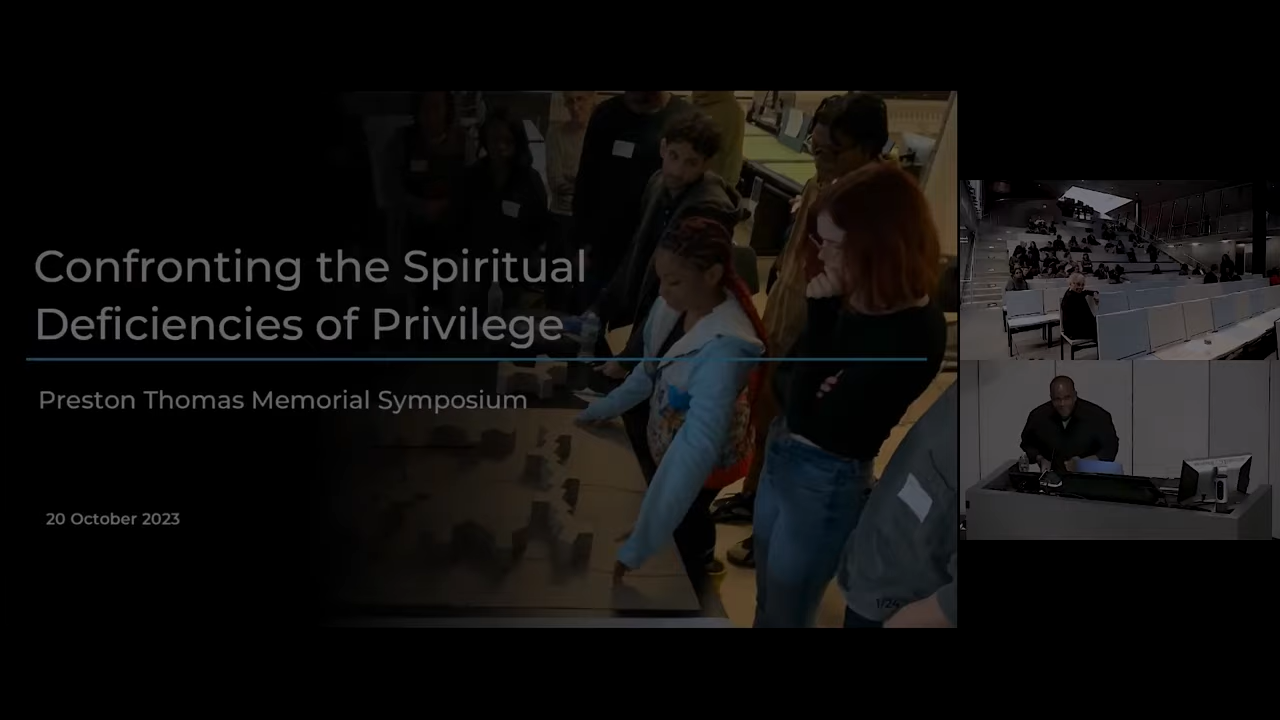 Confronting the Spiritual
Deficiencies of Privilege
Preston Thomas Memorial Symposium
20 October 2023
1/24